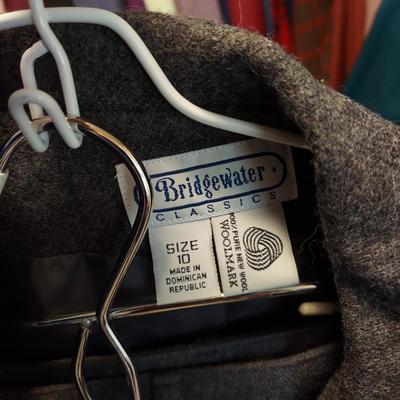 Bridgewater
CLASSICS
SIZE
10
MADE IN
DOMINICAN
REPUBLIC
100% PURE NEW WOOL
WOOLMARK